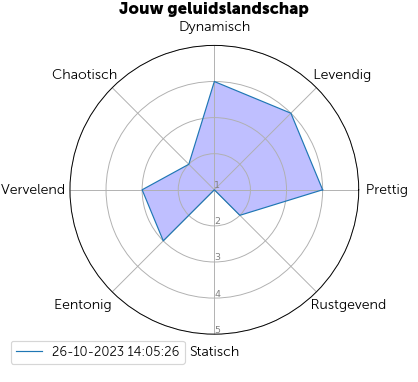 Jouw geluidslandschap
Dynamisch
Chaotisch
Levendig
Vervelend
1
Prettig
2
3
4
Eentonig
Rustgevend
5
26-10-2023 14:05:26
Statisch